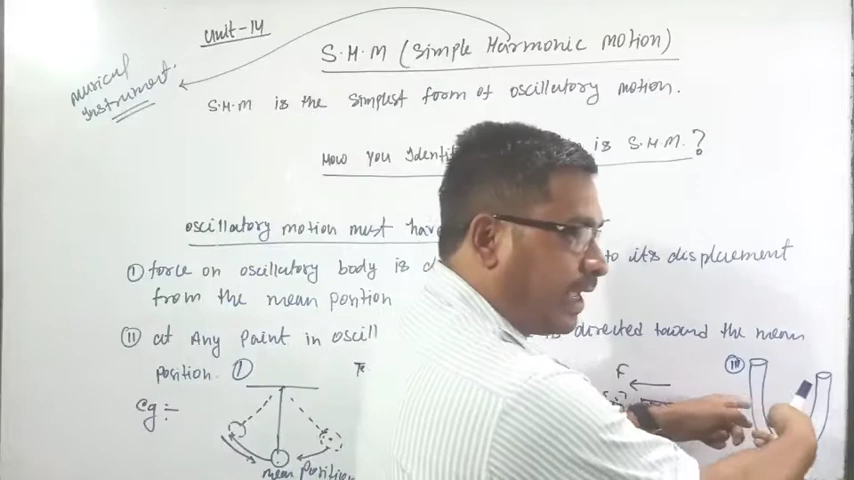 Unit-14
S.H.M (Simple Harmonic Motion)
musical
instrument.
S.H.M is the simplest form of oscillatory motion.
How you Identi is S.H.M.?
oscillatory motion must have
I force on oscillatory body is to its displacement
from the mean position
II at Any point in oscill is directed toward the mean
position.
I
F
III
eg :-
mean position